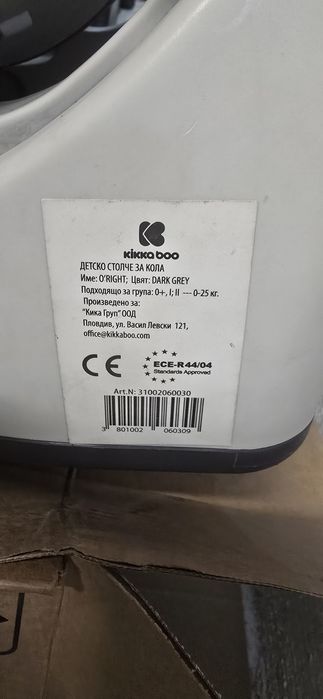 kikkaboo
ДЕТСКО СТОЛЧЕ ЗА КОЛА
Име: O'RIGHT; Цвят: DARK GREY
Подходящо за група: 0+, I; II --- 0-25 кг.
Произведено за:
"Кика Груп" ООД
Пловдив, ул. Васил Левски 121,
office@kikkaboo.com
CE
ECE-R44/04
Standards Approved
Art.N: 31002060030
3 801002 060309